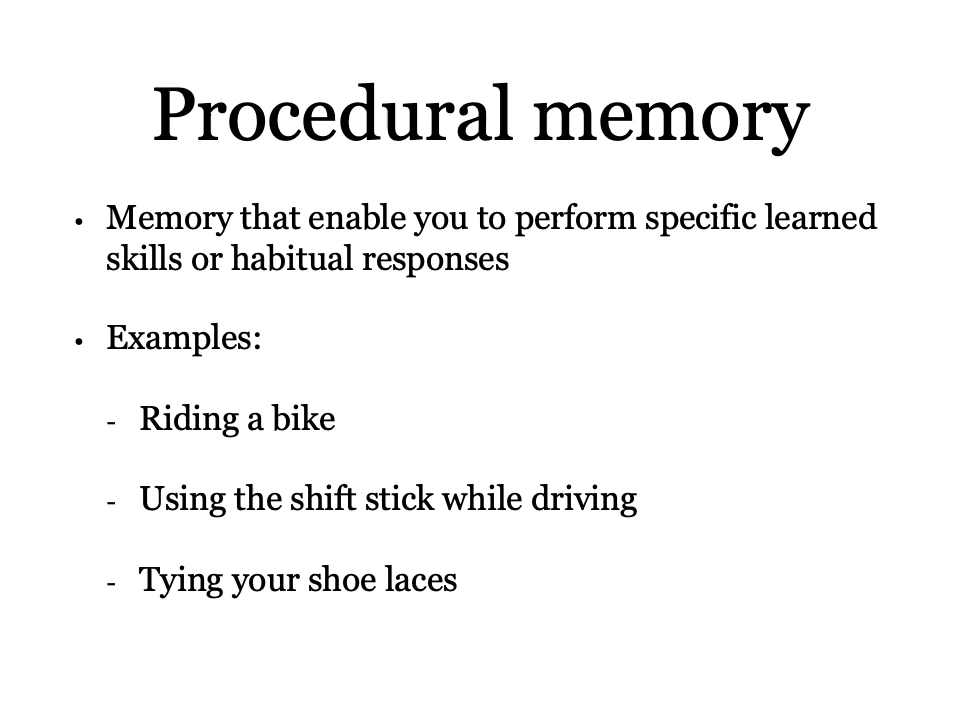 Procedural memory
• Memory that enable you to perform specific learned
skills or habitual responses
• Examples:
- Riding a bike
- Using the shift stick while driving
- Tying your shoe laces